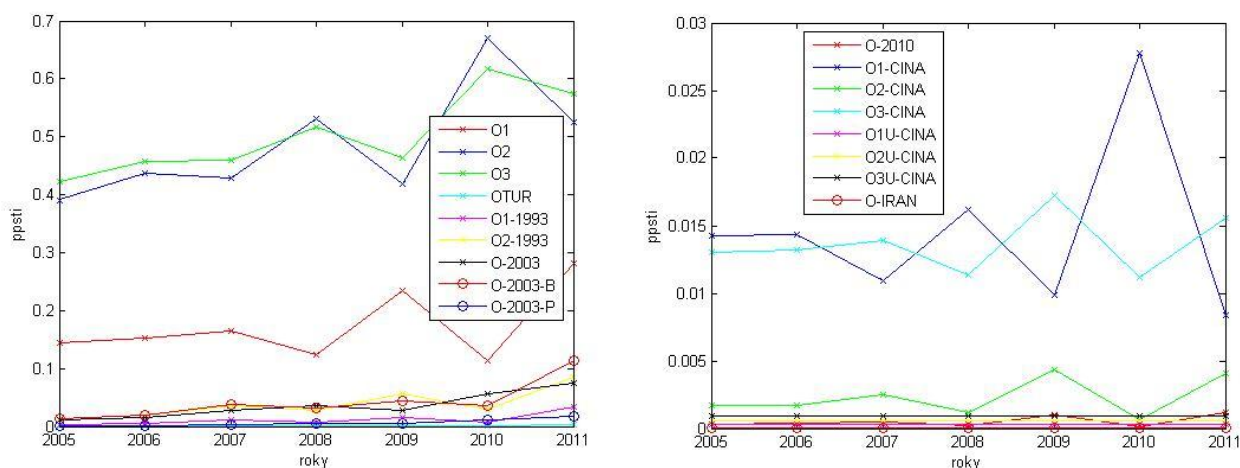 0.7
0.6
0.5
0.4
0.3
0.2
0.1
0
ppsti
2005 2006 2007 2008 2009 2010 2011
roky
O1
O2
O3
OTUR
O1-1993
O2-1993
O-2003
O-2003-B
O-2003-P
0.03
0.025
0.02
0.015
0.01
0.005
0
ppsti
2005 2006 2007 2008 2009 2010 2011
roky
O-2010
O1-CINA
O2-CINA
O3-CINA
O1U-CINA
O2U-CINA
O3U-CINA
O-IRAN